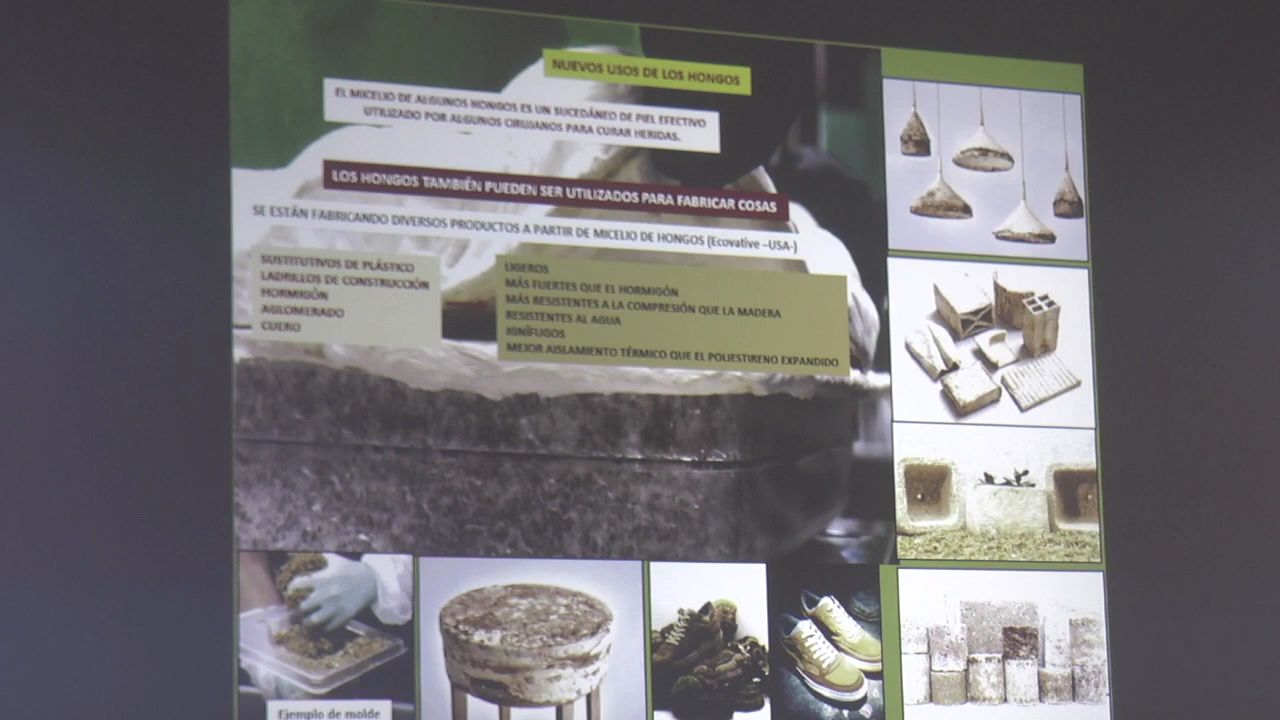 NUEVOS USOS DE LOS HONGOS
EL MICELIO DE ALGUNOS HONGOS ES UN SUCEDÁNEO DE PIEL EFECTIVO
UTILIZADO POR ALGUNOS CIRUJANOS PARA CURAR HERIDAS.
LOS HONGOS TAMBIÉN PUEDEN SER UTILIZADOS PARA FABRICAR COSAS
SE ESTÁN FABRICANDO DIVERSOS PRODUCTOS A PARTIR DE MICELIO DE HONGOS (Ecovative –USA-)
SUSTITUTIVOS DE PLÁSTICO
LADRILLOS DE CONSTRUCCIÓN
HORMIGÓN
AGLOMERADO
CUERO
LIGEROS
MÁS FUERTES QUE EL HORMIGÓN
MÁS RESISTENTES A LA COMPRESIÓN QUE LA MADERA
RESISTENTES AL AGUA
IGNÍFUGOS
MEJOR AISLAMIENTO TÉRMICO QUE EL POLIESTIRENO EXPANDIDO
Ejemplo de molde